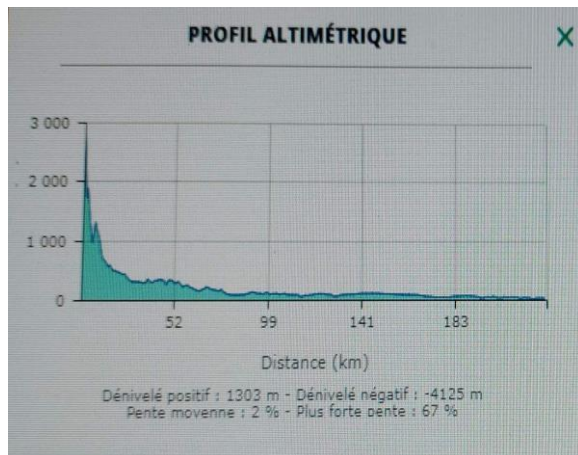 PROFIL ALTIMÉTRIQUE X
3 000
2 000
1 000
0
52 99 141 183
Distance (km)
Dénivelé positif : 1303 m - Dénivelé négatif : -4125 m
Pente moyenne : 2 % - Plus forte pente : 67 %